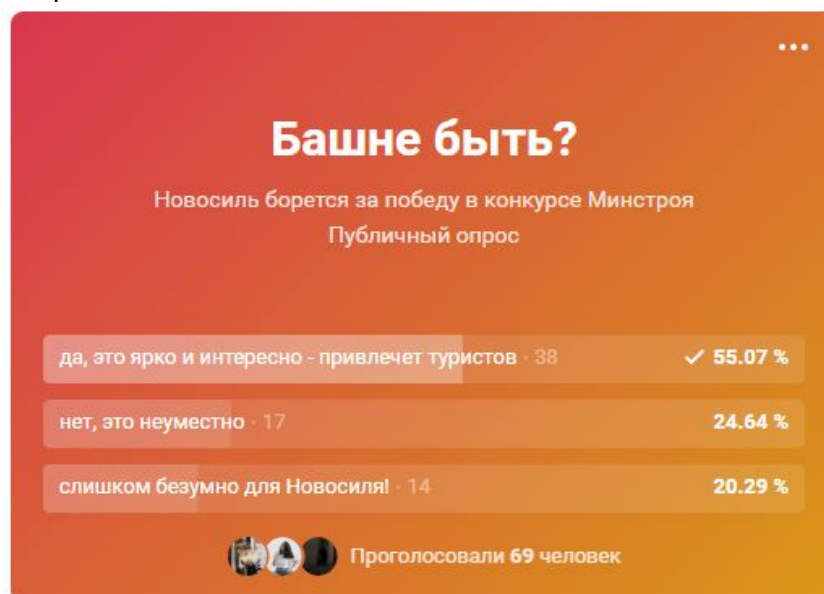 Башне быть?
Новосиль борется за победу в конкурсе Минстроя
Публичный опрос
да, это ярко и интересно - привлечет туристов · 38 55.07 %
нет, это неуместно · 17 24.64 %
слишком безумно для Новосиля! · 14 20.29 %
Проголосовали 69 человек